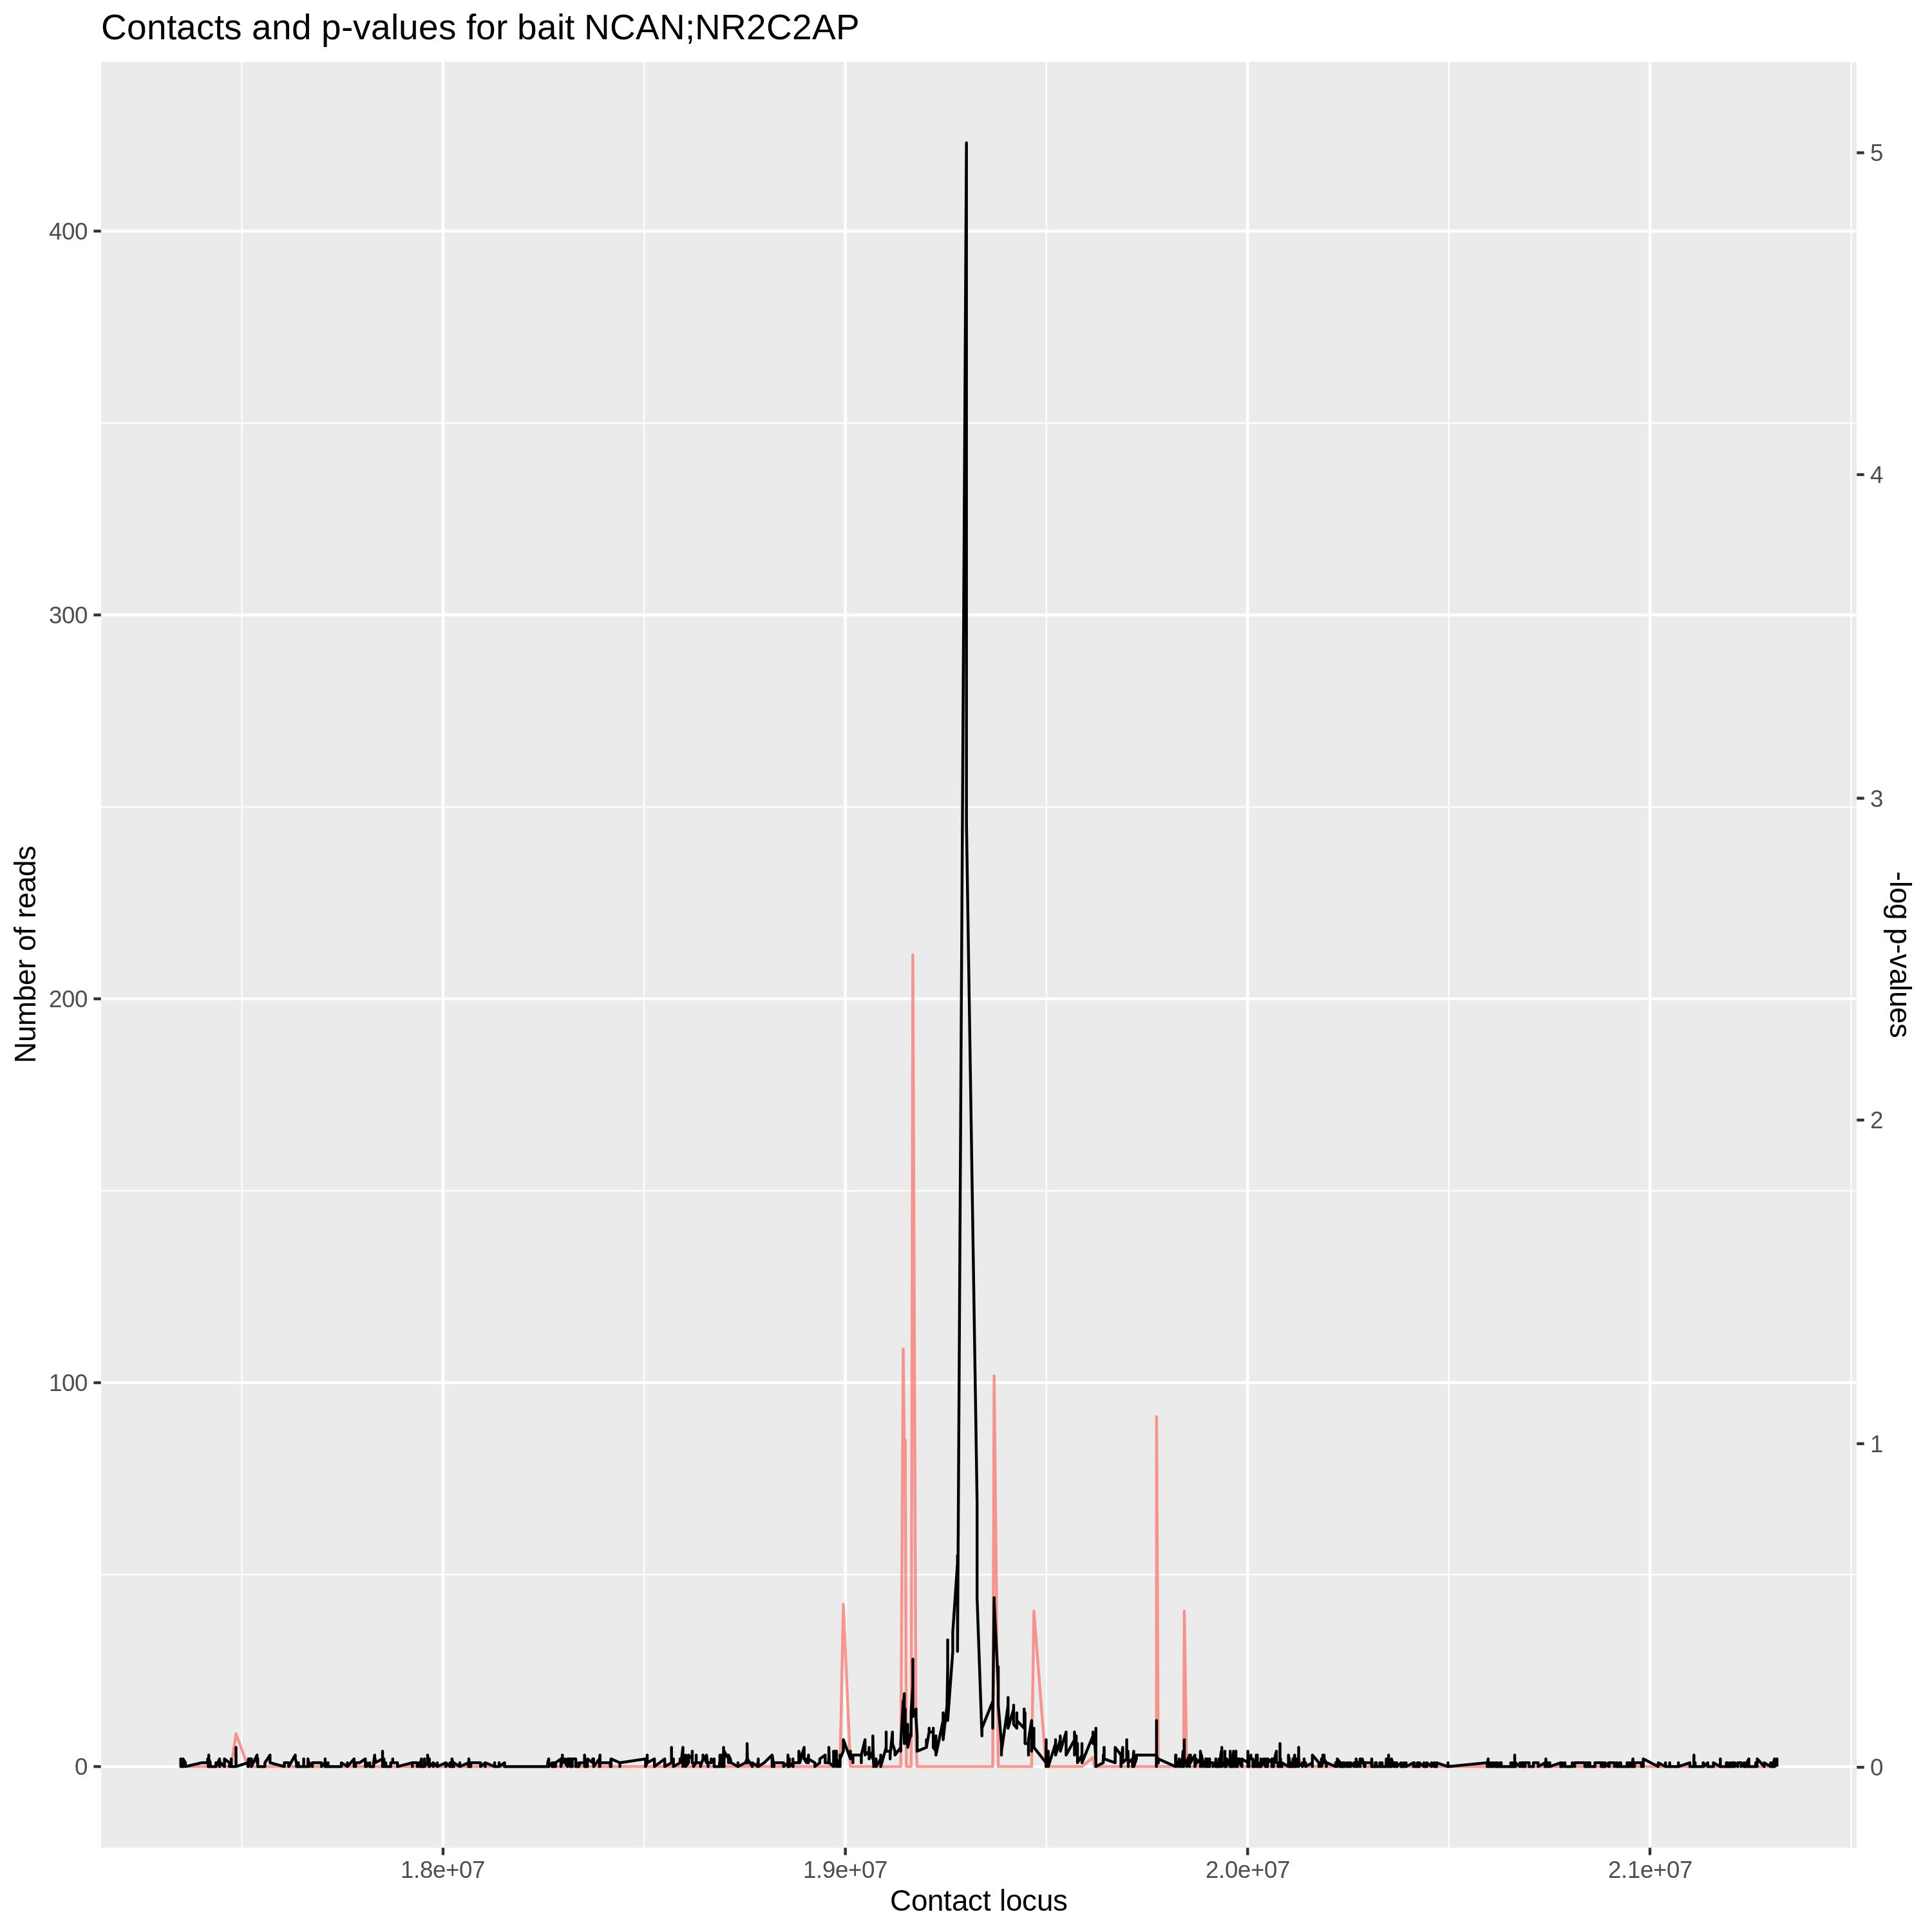 Contacts and p-values for bait NCAN;NR2C2AP
400
300
200
100
0
Number of reads
5
4
3
2
1
0
-log p-values
1.8e+07
1.9e+07
2.0e+07
2.1e+07
Contact locus